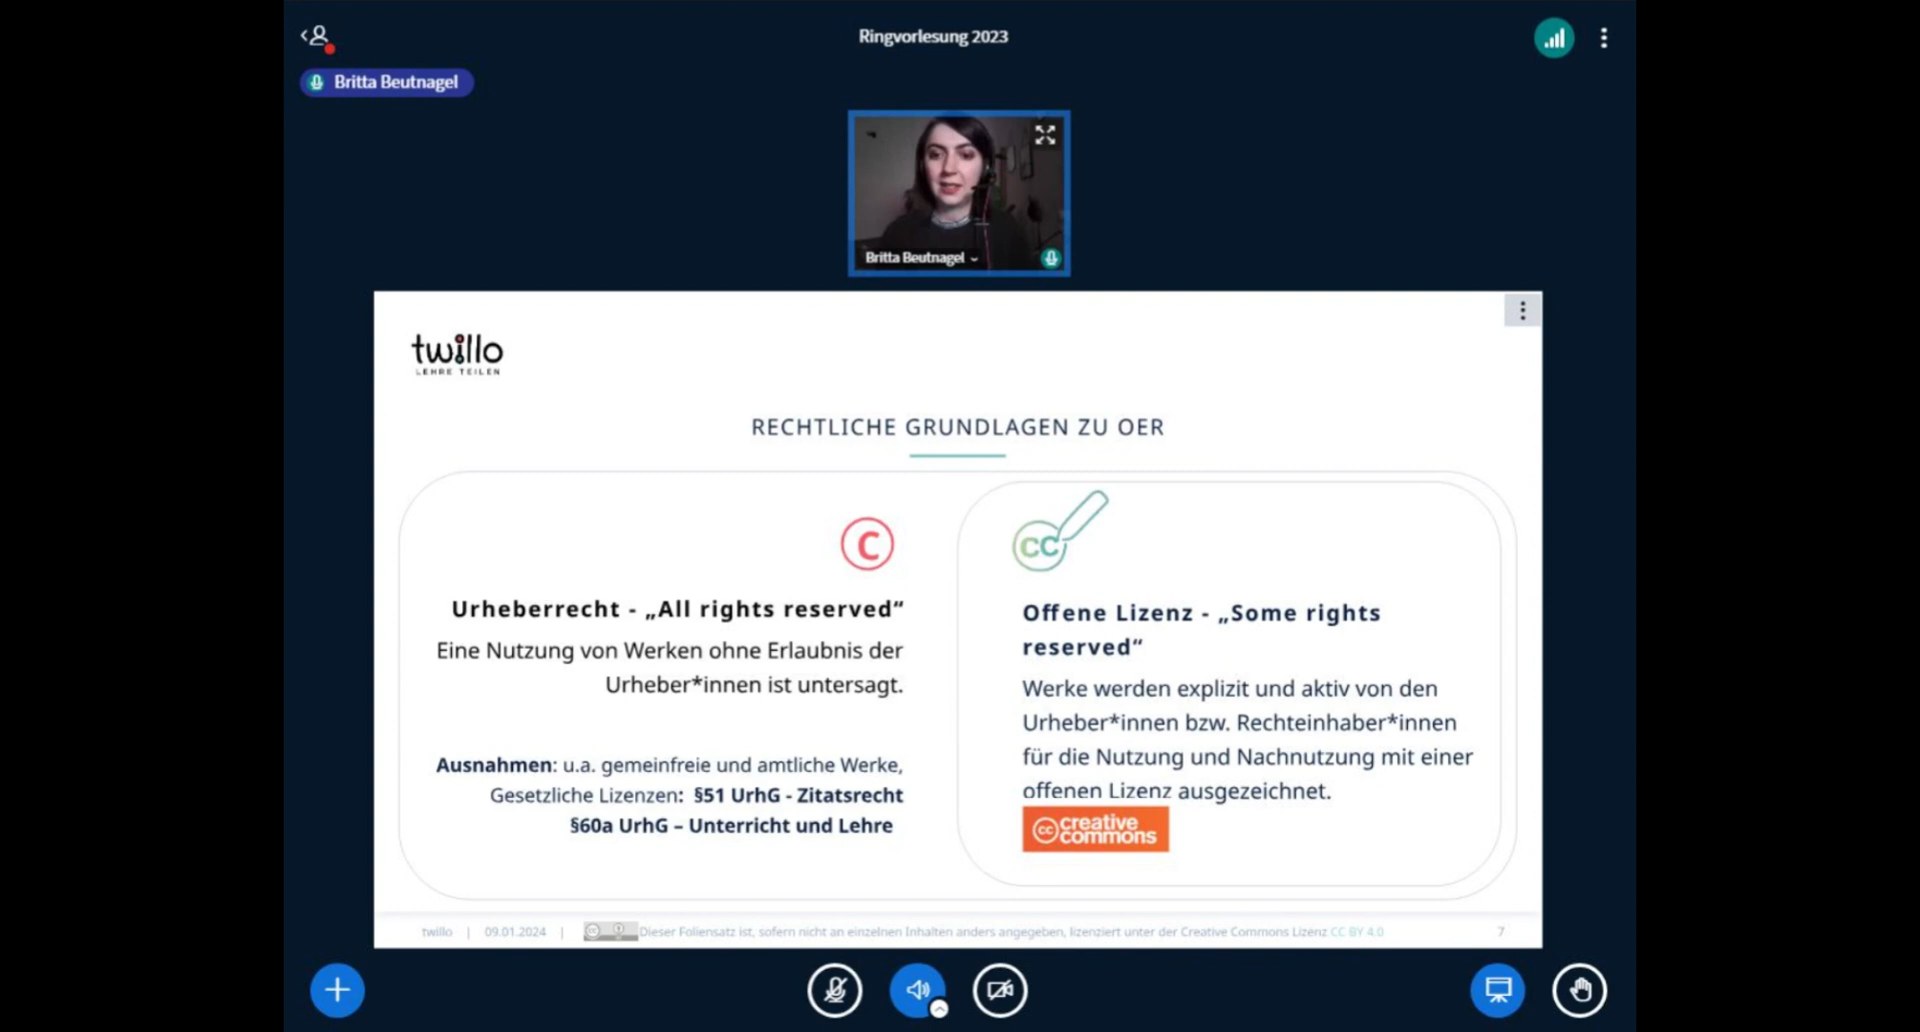 Ringvorlesung 2023
Britta Beutnagel
Britta Beutnagel
twillo
LEHRE TEILEN
RECHTLICHE GRUNDLAGEN ZU OER
C
cc
Urheberrecht - „All rights reserved“
Eine Nutzung von Werken ohne Erlaubnis der
Urheber*innen ist untersagt.
Ausnahmen: u.a. gemeinfreie und amtliche Werke,
Gesetzliche Lizenzen: §51 UrhG - Zitatsrecht
§60a UrhG – Unterricht und Lehre
Offene Lizenz - „Some rights
reserved“
Werke werden explizit und aktiv von den
Urheber*innen bzw. Rechteinhaber*innen
für die Nutzung und Nachnutzung mit einer
offenen Lizenz ausgezeichnet.
cc creative
commons
twillo | 09.01.2024 | cc Dieser Foliensatz ist, sofern nicht an einzelnen Inhalten anders angegeben, lizenziert unter der Creative Commons Lizenz CC BY 4.0 7